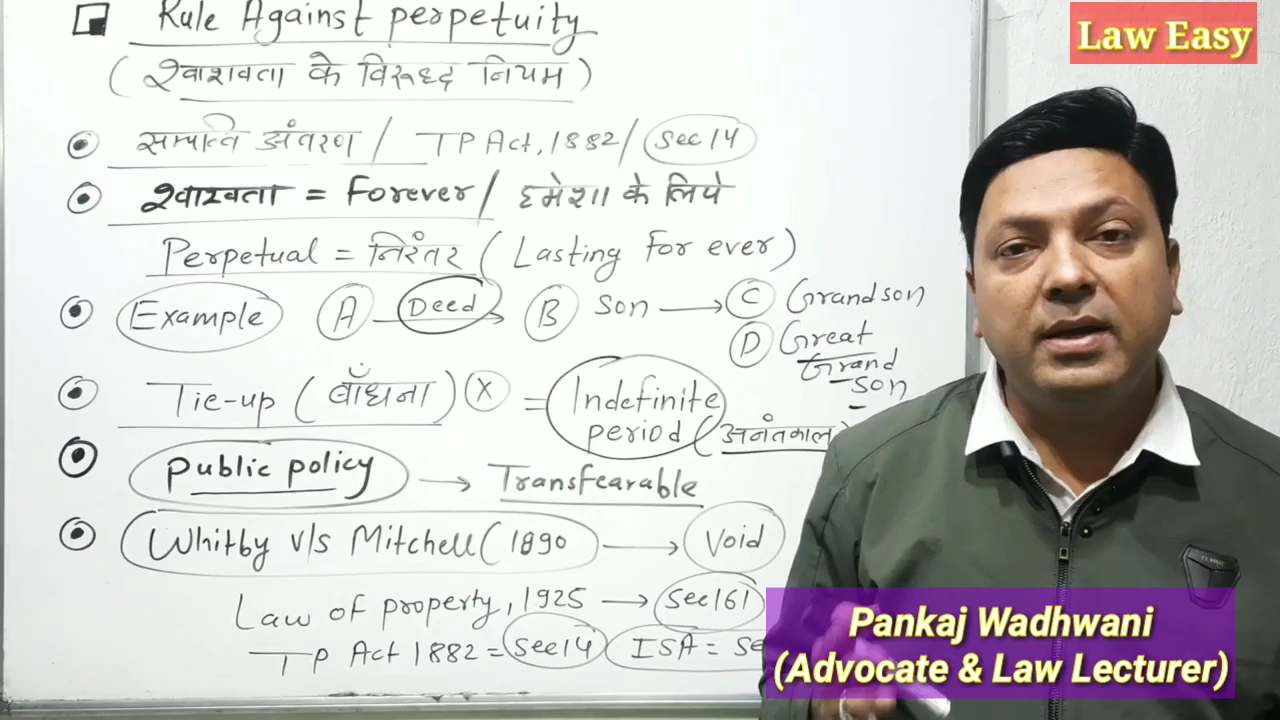 Rule Against perpetuity
(श्वाशवता के विरूध्द नियम)
सम्पत्ति अंतरण / TP Act, 1882 / Sec 14
श्वाश्वता = Forever / हमेशा के लिये
Perpetual = निरंतर (Lasting for ever)
Example A Deed B Son → C Grandson
D Great Grand Son
Tie-up (बाँधना) X = Indefinite period (अनंतकाल)
Public policy → Transfearable
Whitby v/s Mitchell (1890 → Void
Law of property, 1925 → Sec 161
TP Act 1882 = Sec 14 ISA =
Law Easy
Pankaj Wadhwani
(Advocate & Law Lecturer)